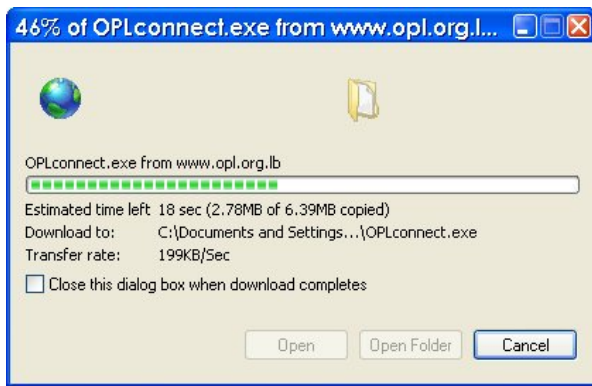 46% of OPLconnect.exe from www.opl.org.l...
OPLconnect.exe from www.opl.org.lb
Estimated time left 18 sec (2.78MB of 6.39MB copied)
Download to: C:\Documents and Settings...\OPLconnect.exe
Transfer rate: 199KB/Sec
Close this dialog box when download completes
Open Open Folder Cancel